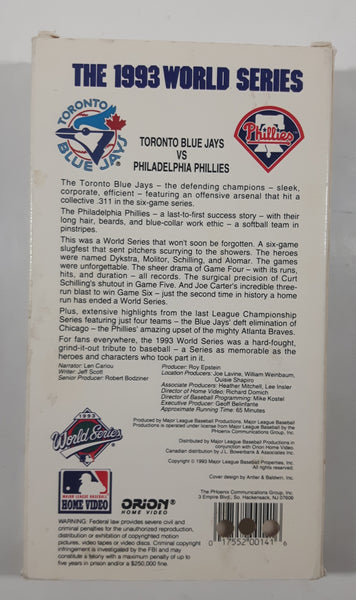 THE 1993 WORLD SERIES
TORONTO
BLUE JAYS
Phillies
TORONTO BLUE JAYS
VS
PHILADELPHIA PHILLIES
The Toronto Blue Jays – the defending champions – sleek,
corporate, efficient – featuring an offensive arsenal that hit a
collective .311 in the six-game series.
The Philadelphia Phillies – a last-to-first success story – with their
long hair, beards, and blue-collar work ethic – a softball team in
pinstripes.
This was a World Series that won't soon be forgotten. A six-game
slugfest that sent pitchers scurrying to the showers. The heroes
were named Dykstra, Molitor, Schilling, and Alomar. The games
were unforgettable. The sheer drama of Game Four – with its runs,
hits, and duration – all records. The surgical precision of Curt
Schilling's shutout in Game Five. And Joe Carter's incredible three-
run blast to win Game Six – just the second time in history a home
run has ended a World Series.
Plus, extensive highlights from the last League Championship
Series featuring just four teams – the Blue Jays' deft elimination of
Chicago – the Phillies' amazing upset of the mighty Atlanta Braves.
For fans everywhere, the 1993 World Series was a hard-fought,
grind-it-out tribute to baseball – a Series as memorable as the
heroes and characters who took part in it.
Narrator: Len Cariou
Writer: Jeff Scott
Senior Producer: Robert Bodziner
Producer: Roy Epstein
Location Producers: Joe Lavine, William Weinbaum,
Ouisie Shapiro
Associate Producers: Heather Mitchell, Lee Insler
Director of Home Video: Richard Domich
Director of Baseball Programming: Mike Kostel
Executive Producer: Geoff Belinfante
Approximate Running Time: 65 Minutes
1993
World Series
Produced by Major League Baseball Productions. Major League Baseball
Productions is operated under license from Major League Baseball by the
PHoenix Communications Group, Inc.
Distributed by Major League Baseball Productions in
conjunction with Orion Home Video.
Canadian distribution by J.L. Bowerbank & Associates Inc.
Copyright © 1993 Major League Baseball Properties, Inc.
All rights reserved.
Cover design by Amber & Baldwin, Inc.
MAJOR LEAGUE BASEBALL
HOME VIDEO
ORION®
HOME VIDEO
The Phoenix Communications Group, Inc.
3 Empire Blvd., So. Hackensack, NJ 07606
WARNING: Federal law provides severe civil and
criminal penalties for the unauthorized reproduction,
distribution or exhibition of copyrighted motion
pictures, video tapes or video discs. Criminal copyright
infringement is investigated by the FBI and may
constitute a felony with a maximum penalty of up to
five years in prison and/or a $250,000 fine.
0 17552 00141 6